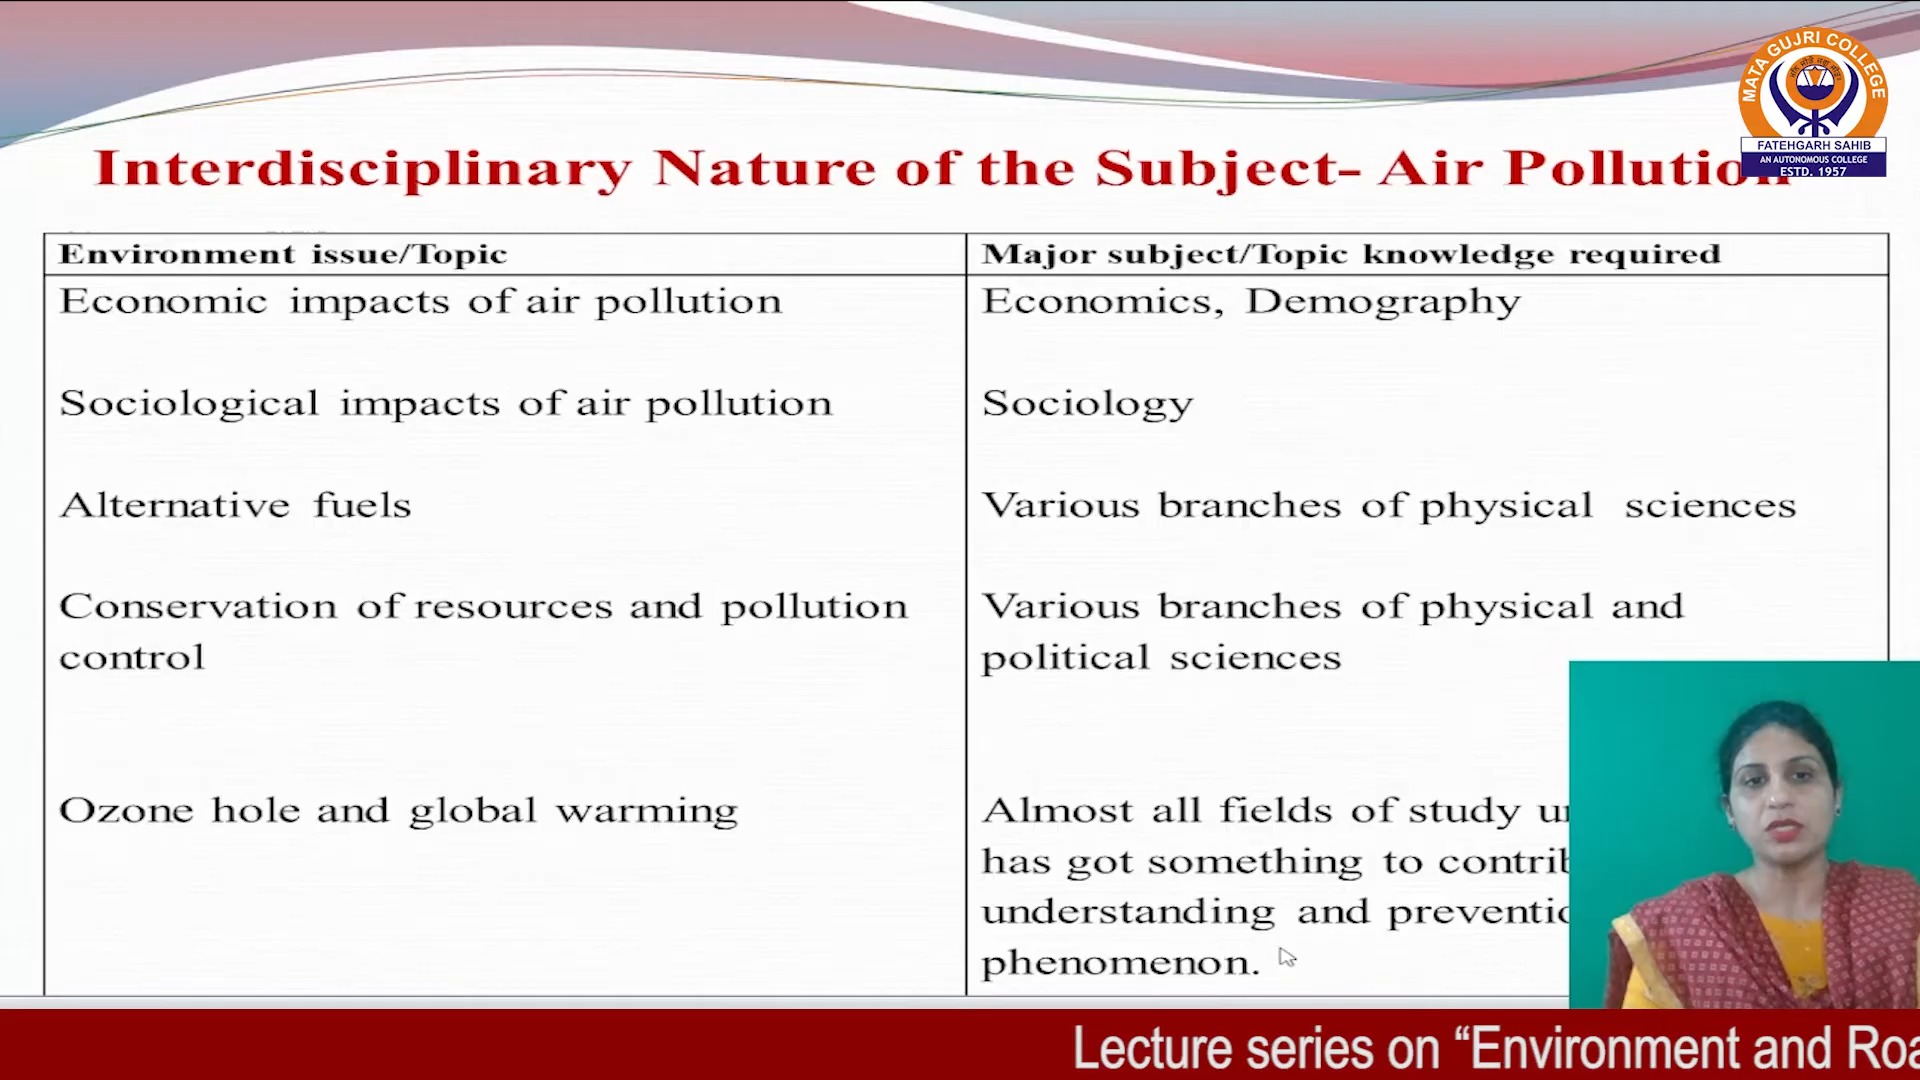 MATA GUJRI COLLEGE
FATEHGARH SAHIB
AN AUTONOMOUS COLLEGE
ESTD. 1957
Interdisciplinary Nature of the Subject- Air Pollution
Environment issue/Topic
Major subject/Topic knowledge required
Economic impacts of air pollution
Economics, Demography
Sociological impacts of air pollution
Sociology
Alternative fuels
Various branches of physical sciences
Conservation of resources and pollution
control
Various branches of physical and
political sciences
Ozone hole and global warming
Almost all fields of study
has got something to
understanding and
phenomenon.
Lecture series on “Environment and